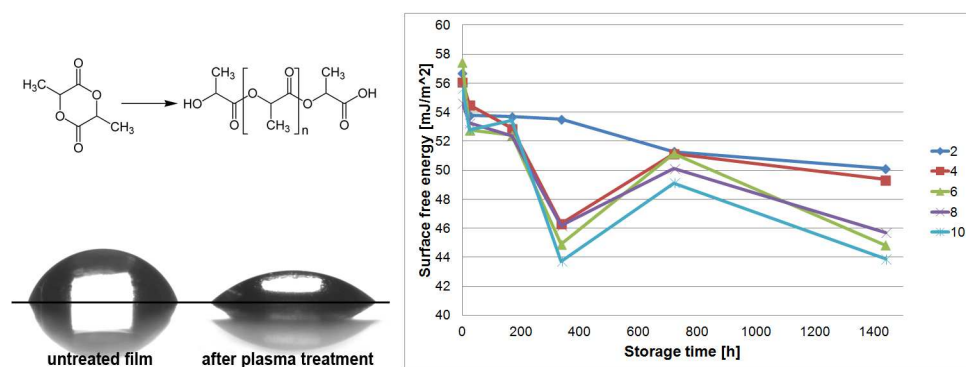 O
H₃C
O
O
CH₃
O
CH₃
HO
O
O
CH₃
n
O
O
CH₃
OH
O
untreated film
after plasma treatment
Surface free energy [mJ/m^2]
60
58
56
54
52
50
48
46
44
42
40
0
200
400
600
800
1000
1200
1400
Storage time [h]
2
4
6
8
10